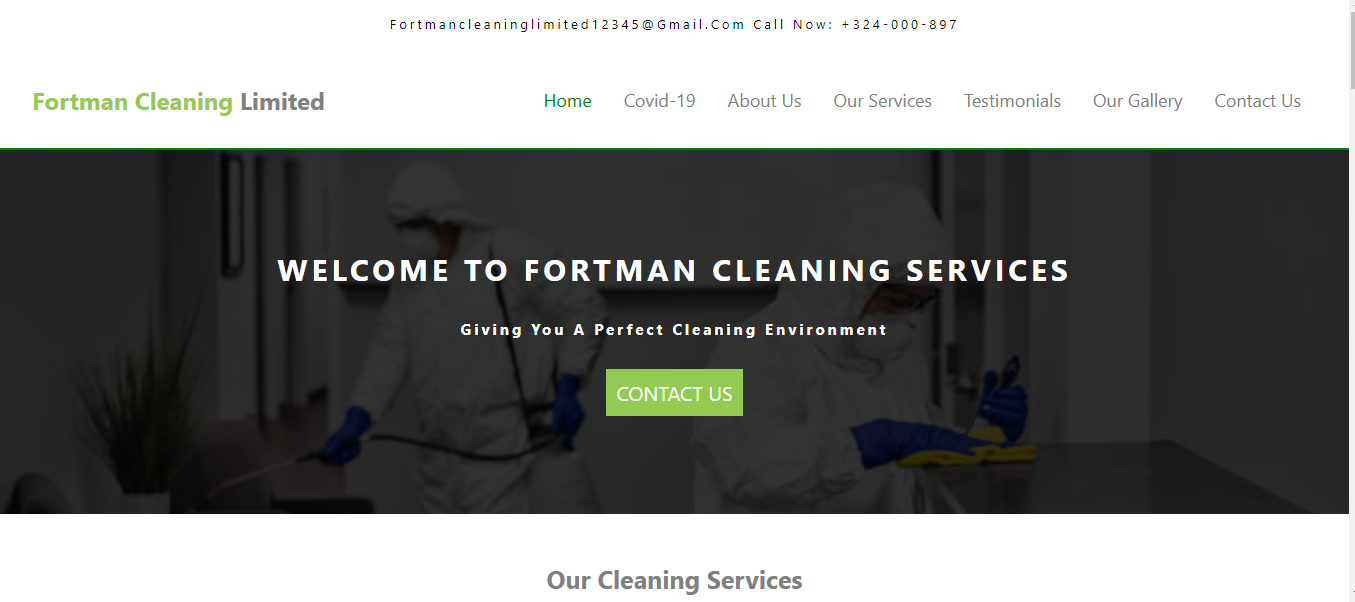 Fortmancleaninglimited12345@Gmail.Com Call Now: +324-000-897
Fortman Cleaning Limited
Home Covid-19 About Us Our Services Testimonials Our Gallery Contact Us
WELCOME TO FORTMAN CLEANING SERVICES
Giving You A Perfect Cleaning Environment
CONTACT US
Our Cleaning Services